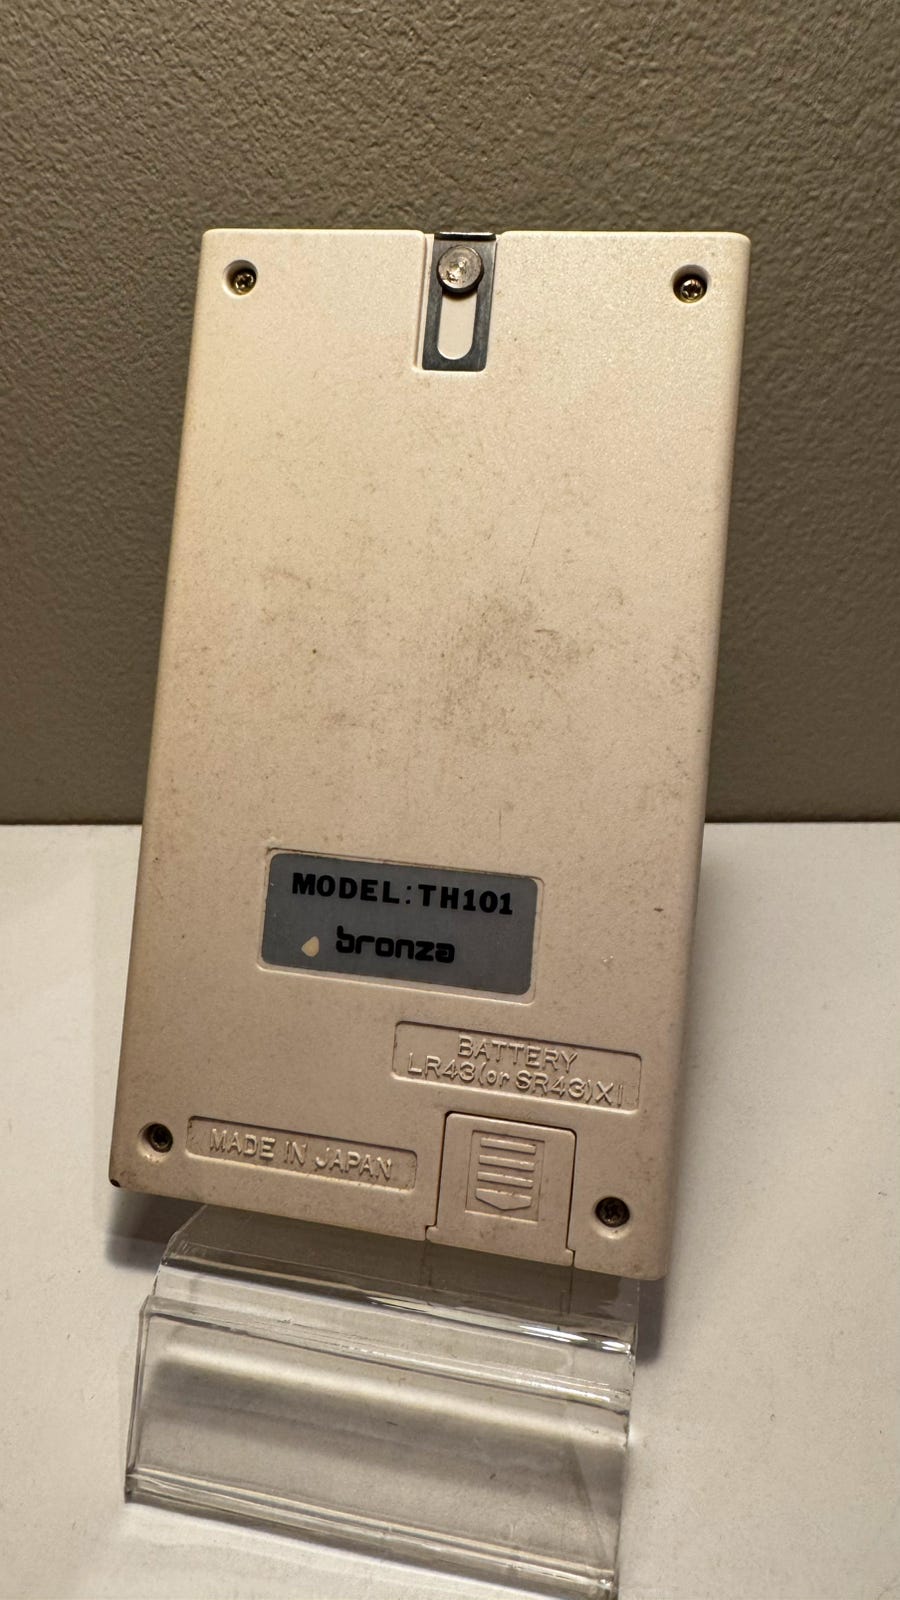 MODEL:TH101
bronza
BATTERY
LR43(or SR43)X1
MADE IN JAPAN